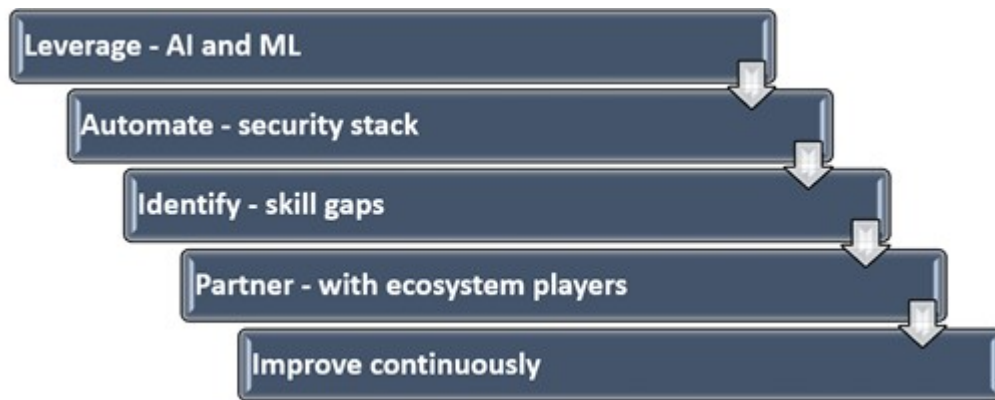 Leverage - AI and ML
Automate - security stack
Identify - skill gaps
Partner - with ecosystem players
Improve continuously